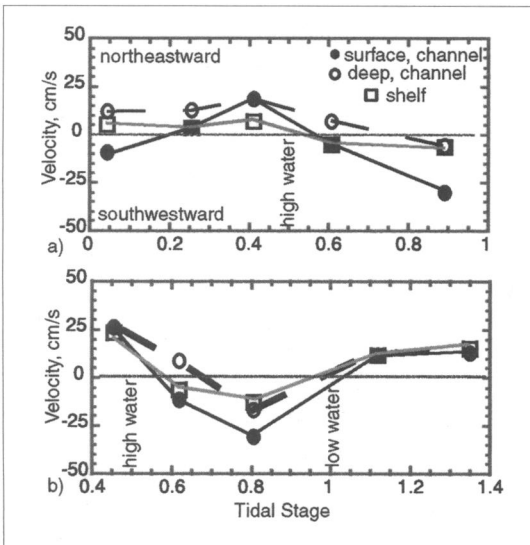 50
25
0
-25
-50
Velocity, cm/s
northeastward
surface, channel
deep, channel
shelf
southwestward
high water
a)
0 0.2 0.4 0.6 0.8 1
50
25
0
-25
-50
Velocity, cm/s
high water
low water
b)
0.4 0.6 0.8 1 1.2 1.4
Tidal Stage